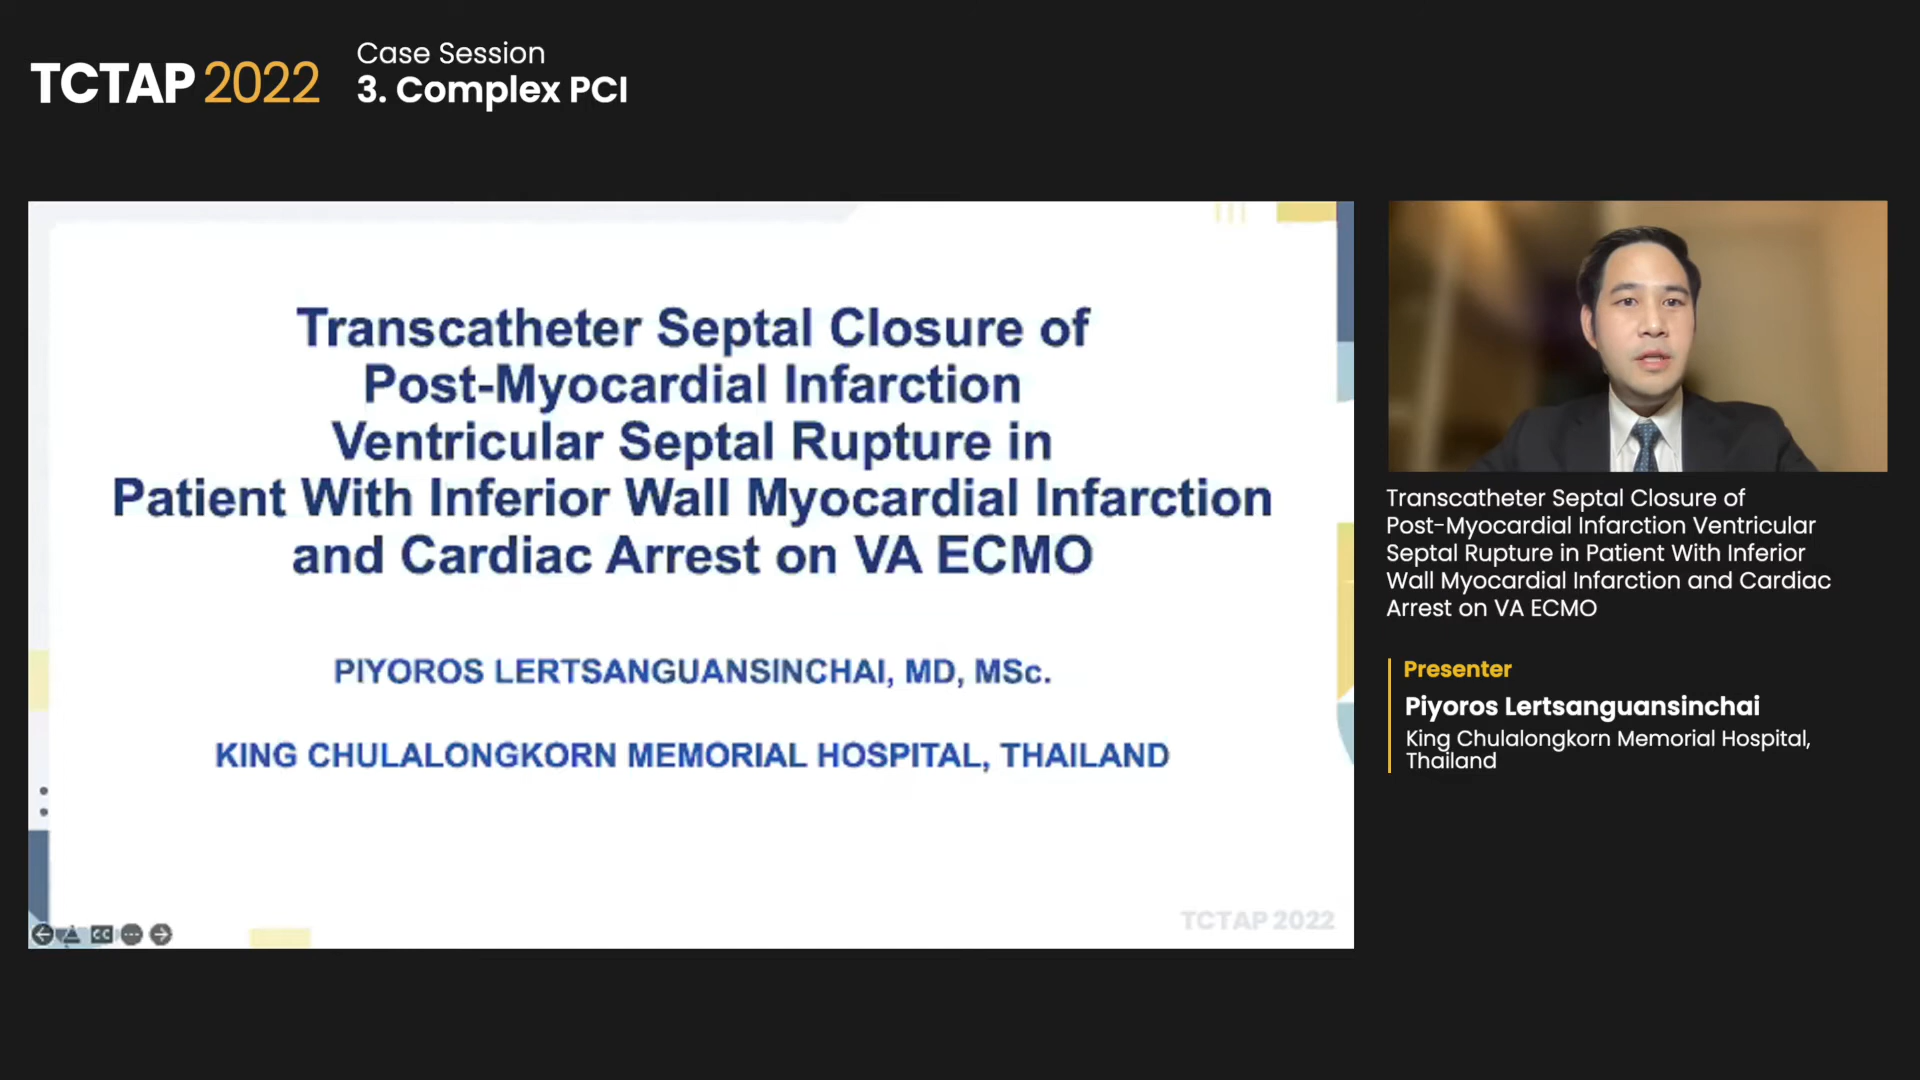 TCTAP 2022
Case Session
3. Complex PCI
Transcatheter Septal Closure of
Post-Myocardial Infarction
Ventricular Septal Rupture in
Patient With Inferior Wall Myocardial Infarction
and Cardiac Arrest on VA ECMO
PIYOROS LERTSANGUANSINCHAI, MD, MSc.
KING CHULALONGKORN MEMORIAL HOSPITAL, THAILAND
CC
TCTAP 2022
Transcatheter Septal Closure of
Post-Myocardial Infarction Ventricular
Septal Rupture in Patient With Inferior
Wall Myocardial Infarction and Cardiac
Arrest on VA ECMO
Presenter
Piyoros Lertsanguansinchai
King Chulalongkorn Memorial Hospital,
Thailand